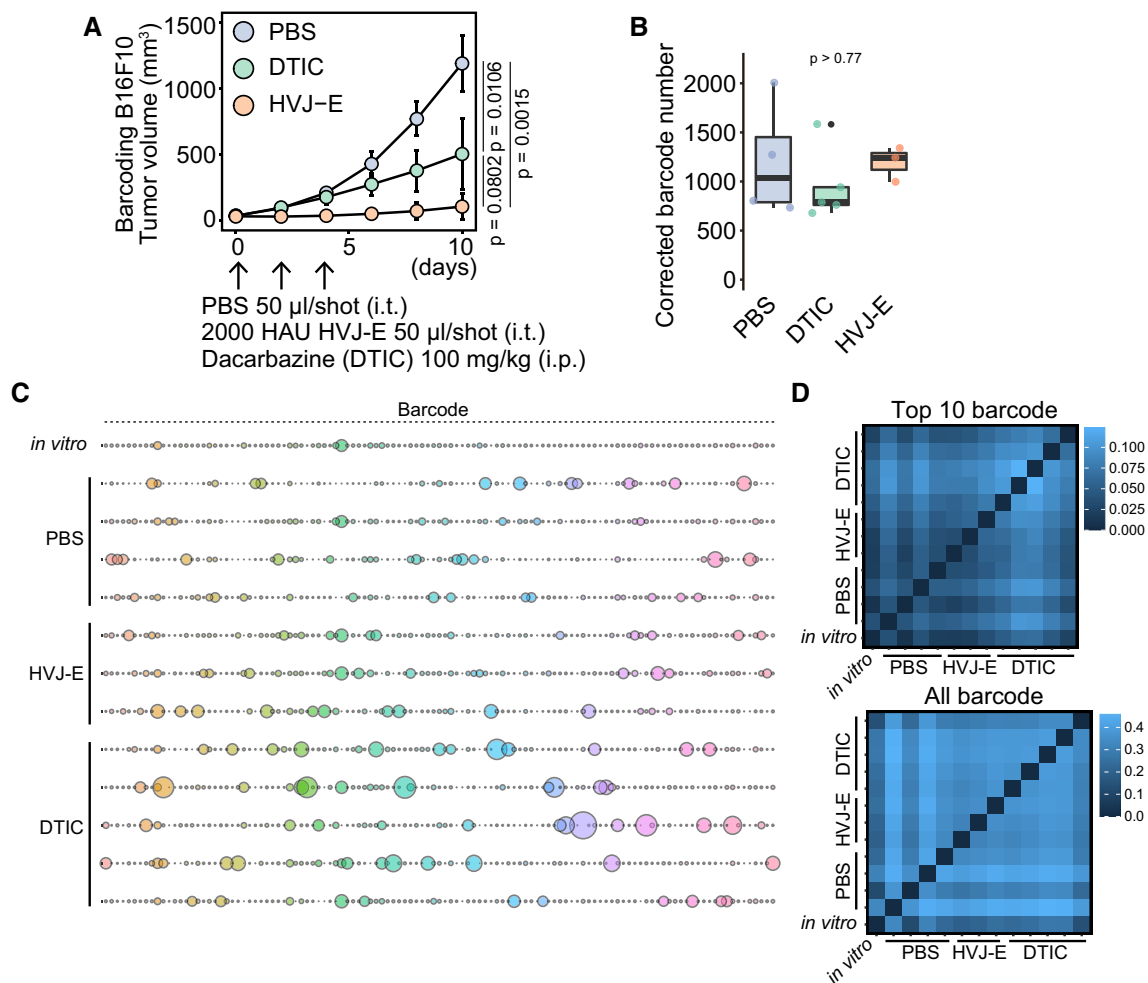 A
Barcoding B16F10
Tumor volume (mm³)
1500
1000
500
0
PBS
DTIC
HVJ−E
p = 0.0802
p = 0.0106
p = 0.0015
0
5
10
(days)
PBS 50 µl/shot (i.t.)
2000 HAU HVJ-E 50 µl/shot (i.t.)
Dacarbazine (DTIC) 100 mg/kg (i.p.)
B
Corrected barcode number
p > 0.77
2000
1500
1000
500
0
PBS
DTIC
HVJ-E
C
Barcode
in vitro
PBS
HVJ-E
DTIC
D
Top 10 barcode
DTIC
HVJ-E
PBS
in vitro
in vitro
PBS
HVJ-E
DTIC
0.100
0.075
0.050
0.025
0.000
All barcode
DTIC
HVJ-E
PBS
in vitro
in vitro
PBS
HVJ-E
DTIC
0.4
0.3
0.2
0.1
0.0